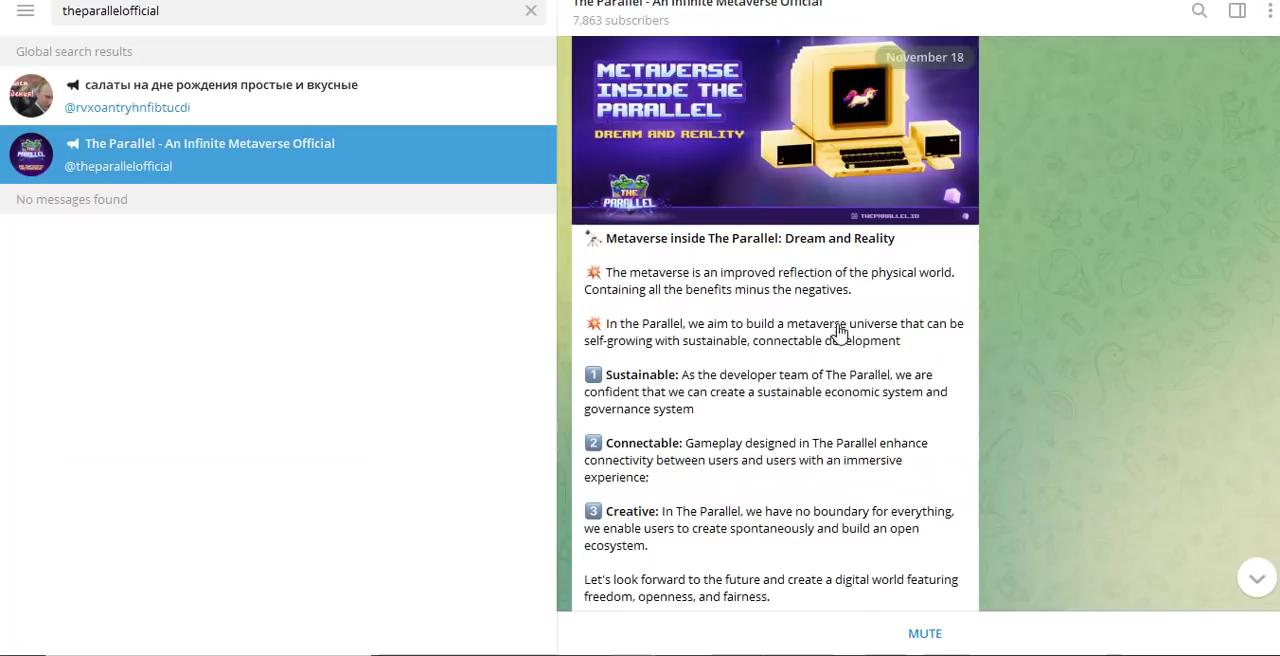 theparallelofficial
Global search results
салаты на дне рождения простые и вкусные
@rvxoantryhnfibtucdi
The Parallel - An Infinite Metaverse Official
@theparallelofficial
No messages found
The Parallel - An Infinite Metaverse Official
7,863 subscribers
November 18
METAVERSE
INSIDE THE
PARALLEL
DREAM AND REALITY
THE
PARALLEL
THEPARALLEL.IO
Metaverse inside The Parallel: Dream and Reality
The metaverse is an improved reflection of the physical world.
Containing all the benefits minus the negatives.
In the Parallel, we aim to build a metaverse universe that can be
self-growing with sustainable, connectable development
1 Sustainable: As the developer team of The Parallel, we are
confident that we can create a sustainable economic system and
governance system
2 Connectable: Gameplay designed in The Parallel enhance
connectivity between users and users with an immersive
experience;
3 Creative: In The Parallel, we have no boundary for everything,
we enable users to create spontaneously and build an open
ecosystem.
Let's look forward to the future and create a digital world featuring
freedom, openness, and fairness.
MUTE